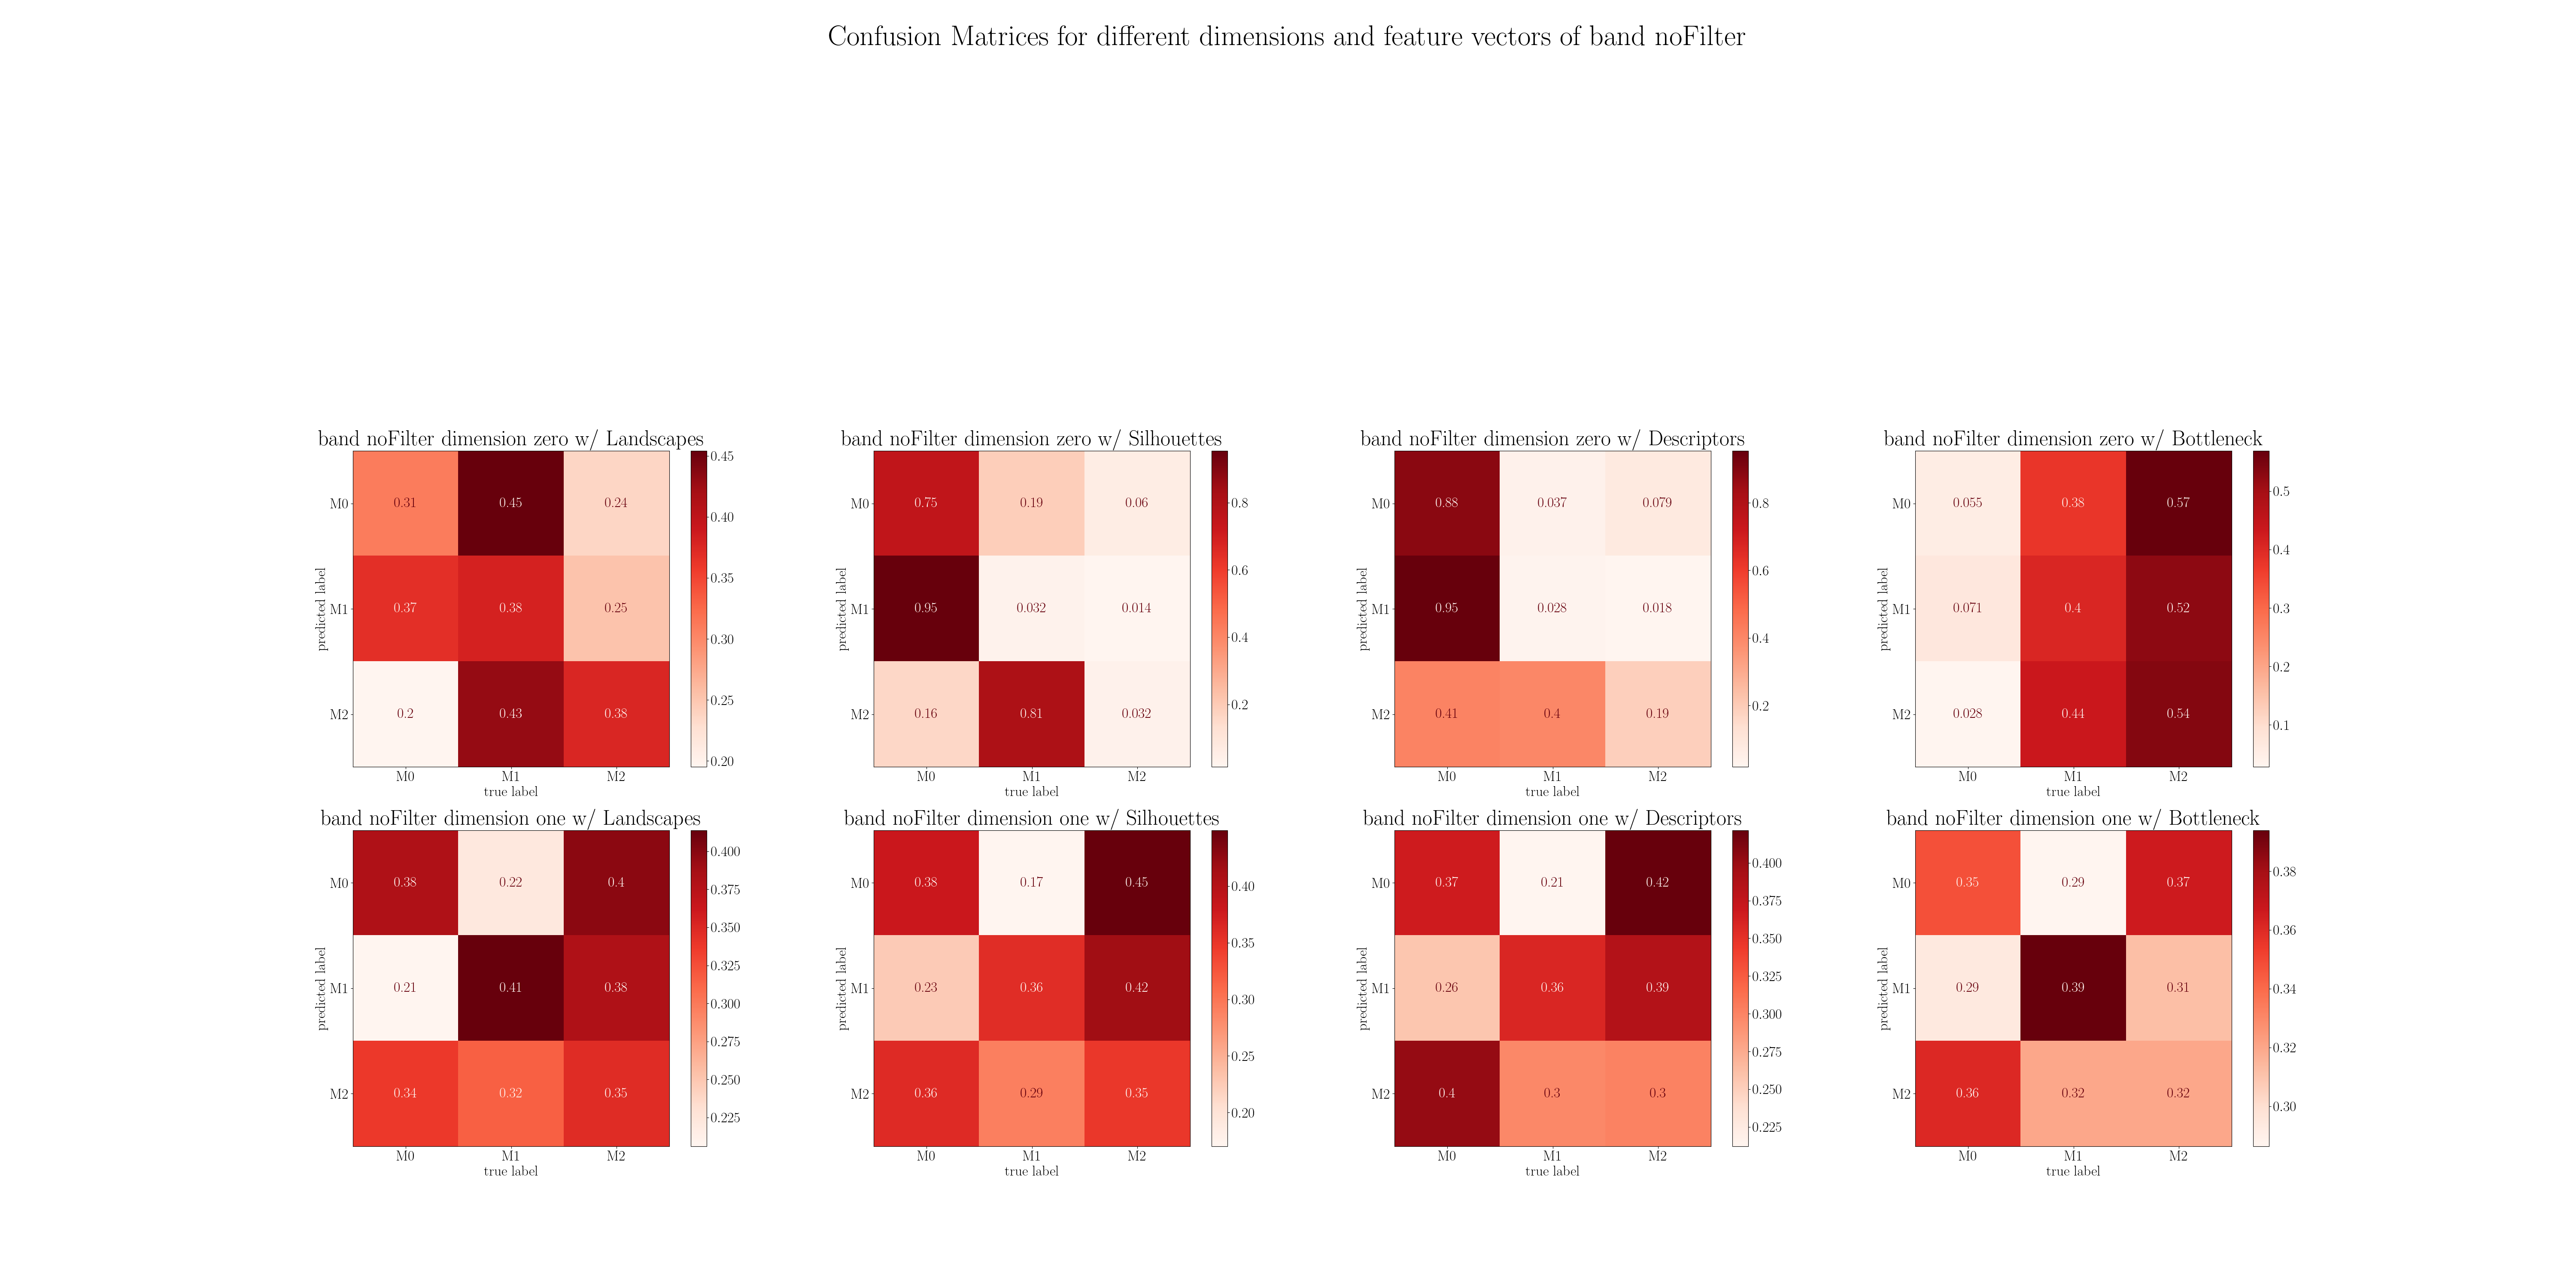 Confusion Matrices for different dimensions and feature vectors of band noFilter
band noFilter dimension zero w/ Landscapes
predicted label
M0 0.31 0.45 0.24
M1 0.37 0.38 0.25
M2 0.2 0.43 0.38
M0 M1 M2
true label
0.45
0.40
0.35
0.30
0.25
0.20
band noFilter dimension zero w/ Silhouettes
predicted label
M0 0.75 0.19 0.06
M1 0.95 0.032 0.014
M2 0.16 0.81 0.032
M0 M1 M2
true label
0.8
0.6
0.4
0.2
band noFilter dimension zero w/ Descriptors
predicted label
M0 0.88 0.037 0.079
M1 0.95 0.028 0.018
M2 0.41 0.4 0.19
M0 M1 M2
true label
0.8
0.6
0.4
0.2
band noFilter dimension zero w/ Bottleneck
predicted label
M0 0.055 0.38 0.57
M1 0.071 0.4 0.52
M2 0.028 0.44 0.54
M0 M1 M2
true label
0.5
0.4
0.3
0.2
0.1
band noFilter dimension one w/ Landscapes
predicted label
M0 0.38 0.22 0.4
M1 0.21 0.41 0.38
M2 0.34 0.32 0.35
M0 M1 M2
true label
0.400
0.375
0.350
0.325
0.300
0.275
0.250
0.225
band noFilter dimension one w/ Silhouettes
predicted label
M0 0.38 0.17 0.45
M1 0.23 0.36 0.42
M2 0.36 0.29 0.35
M0 M1 M2
true label
0.40
0.35
0.30
0.25
0.20
band noFilter dimension one w/ Descriptors
predicted label
M0 0.37 0.21 0.42
M1 0.26 0.36 0.39
M2 0.4 0.3 0.3
M0 M1 M2
true label
0.400
0.375
0.350
0.325
0.300
0.275
0.250
0.225
band noFilter dimension one w/ Bottleneck
predicted label
M0 0.35 0.29 0.37
M1 0.29 0.39 0.31
M2 0.36 0.32 0.32
M0 M1 M2
true label
0.38
0.36
0.34
0.32
0.30